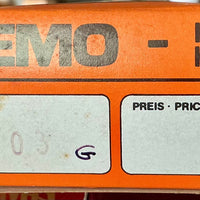 EMO -
PREIS · PRIC
03 G